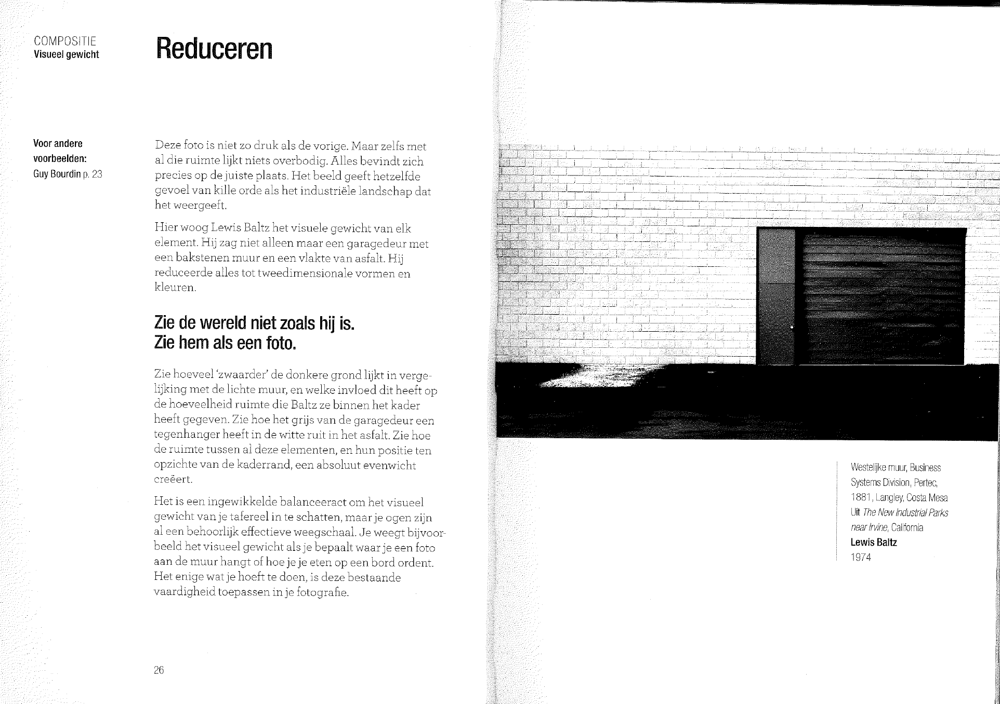 COMPOSITIE
Visueel gewicht
Reduceren
Voor andere
voorbeelden:
Guy Bourdin p. 23
Deze foto is niet zo druk als de vorige. Maar zelfs met
al die ruimte lijkt niets overbodig. Alles bevindt zich
precies op de juiste plaats. Het beeld geeft hetzelfde
gevoel van kille orde als het industriële landschap dat
het weergeeft.
Hier woog Lewis Baltz het visuele gewicht van elk
element. Hij zag niet alleen maar een garagedeur met
een bakstenen muur en een vlakte van asfalt. Hij
reduceerde alles tot tweedimensionale vormen en
kleuren.
Zie de wereld niet zoals hij is.
Zie hem als een foto.
Zie hoeveel ‘zwaarder’ de donkere grond lijkt in verge-
lijking met de lichte muur, en welke invloed dit heeft op
de hoeveelheid ruimte die Baltz ze binnen het kader
heeft gegeven. Zie hoe het grijs van de garagedeur een
tegenhanger heeft in de witte ruit in het asfalt. Zie hoe
de ruimte tussen al deze elementen, en hun positie ten
opzichte van de kaderrand, een absoluut evenwicht
creëert.
Het is een ingewikkelde balanceeract om het visueel
gewicht van je tafereel in te schatten, maar je ogen zijn
al een behoorlijk effectieve weegschaal. Je weegt bijvoor-
beeld het visueel gewicht als je bepaalt waar je een foto
aan de muur hangt of hoe je je eten op een bord ordent.
Het enige wat je hoeft te doen, is deze bestaande
vaardigheid toepassen in je fotografie.
26
Westelijke muur, Business
Systems Division, Pertec,
1881, Langley, Costa Mesa
Uit The New Industrial Parks
near Irvine, California
Lewis Baltz
1974